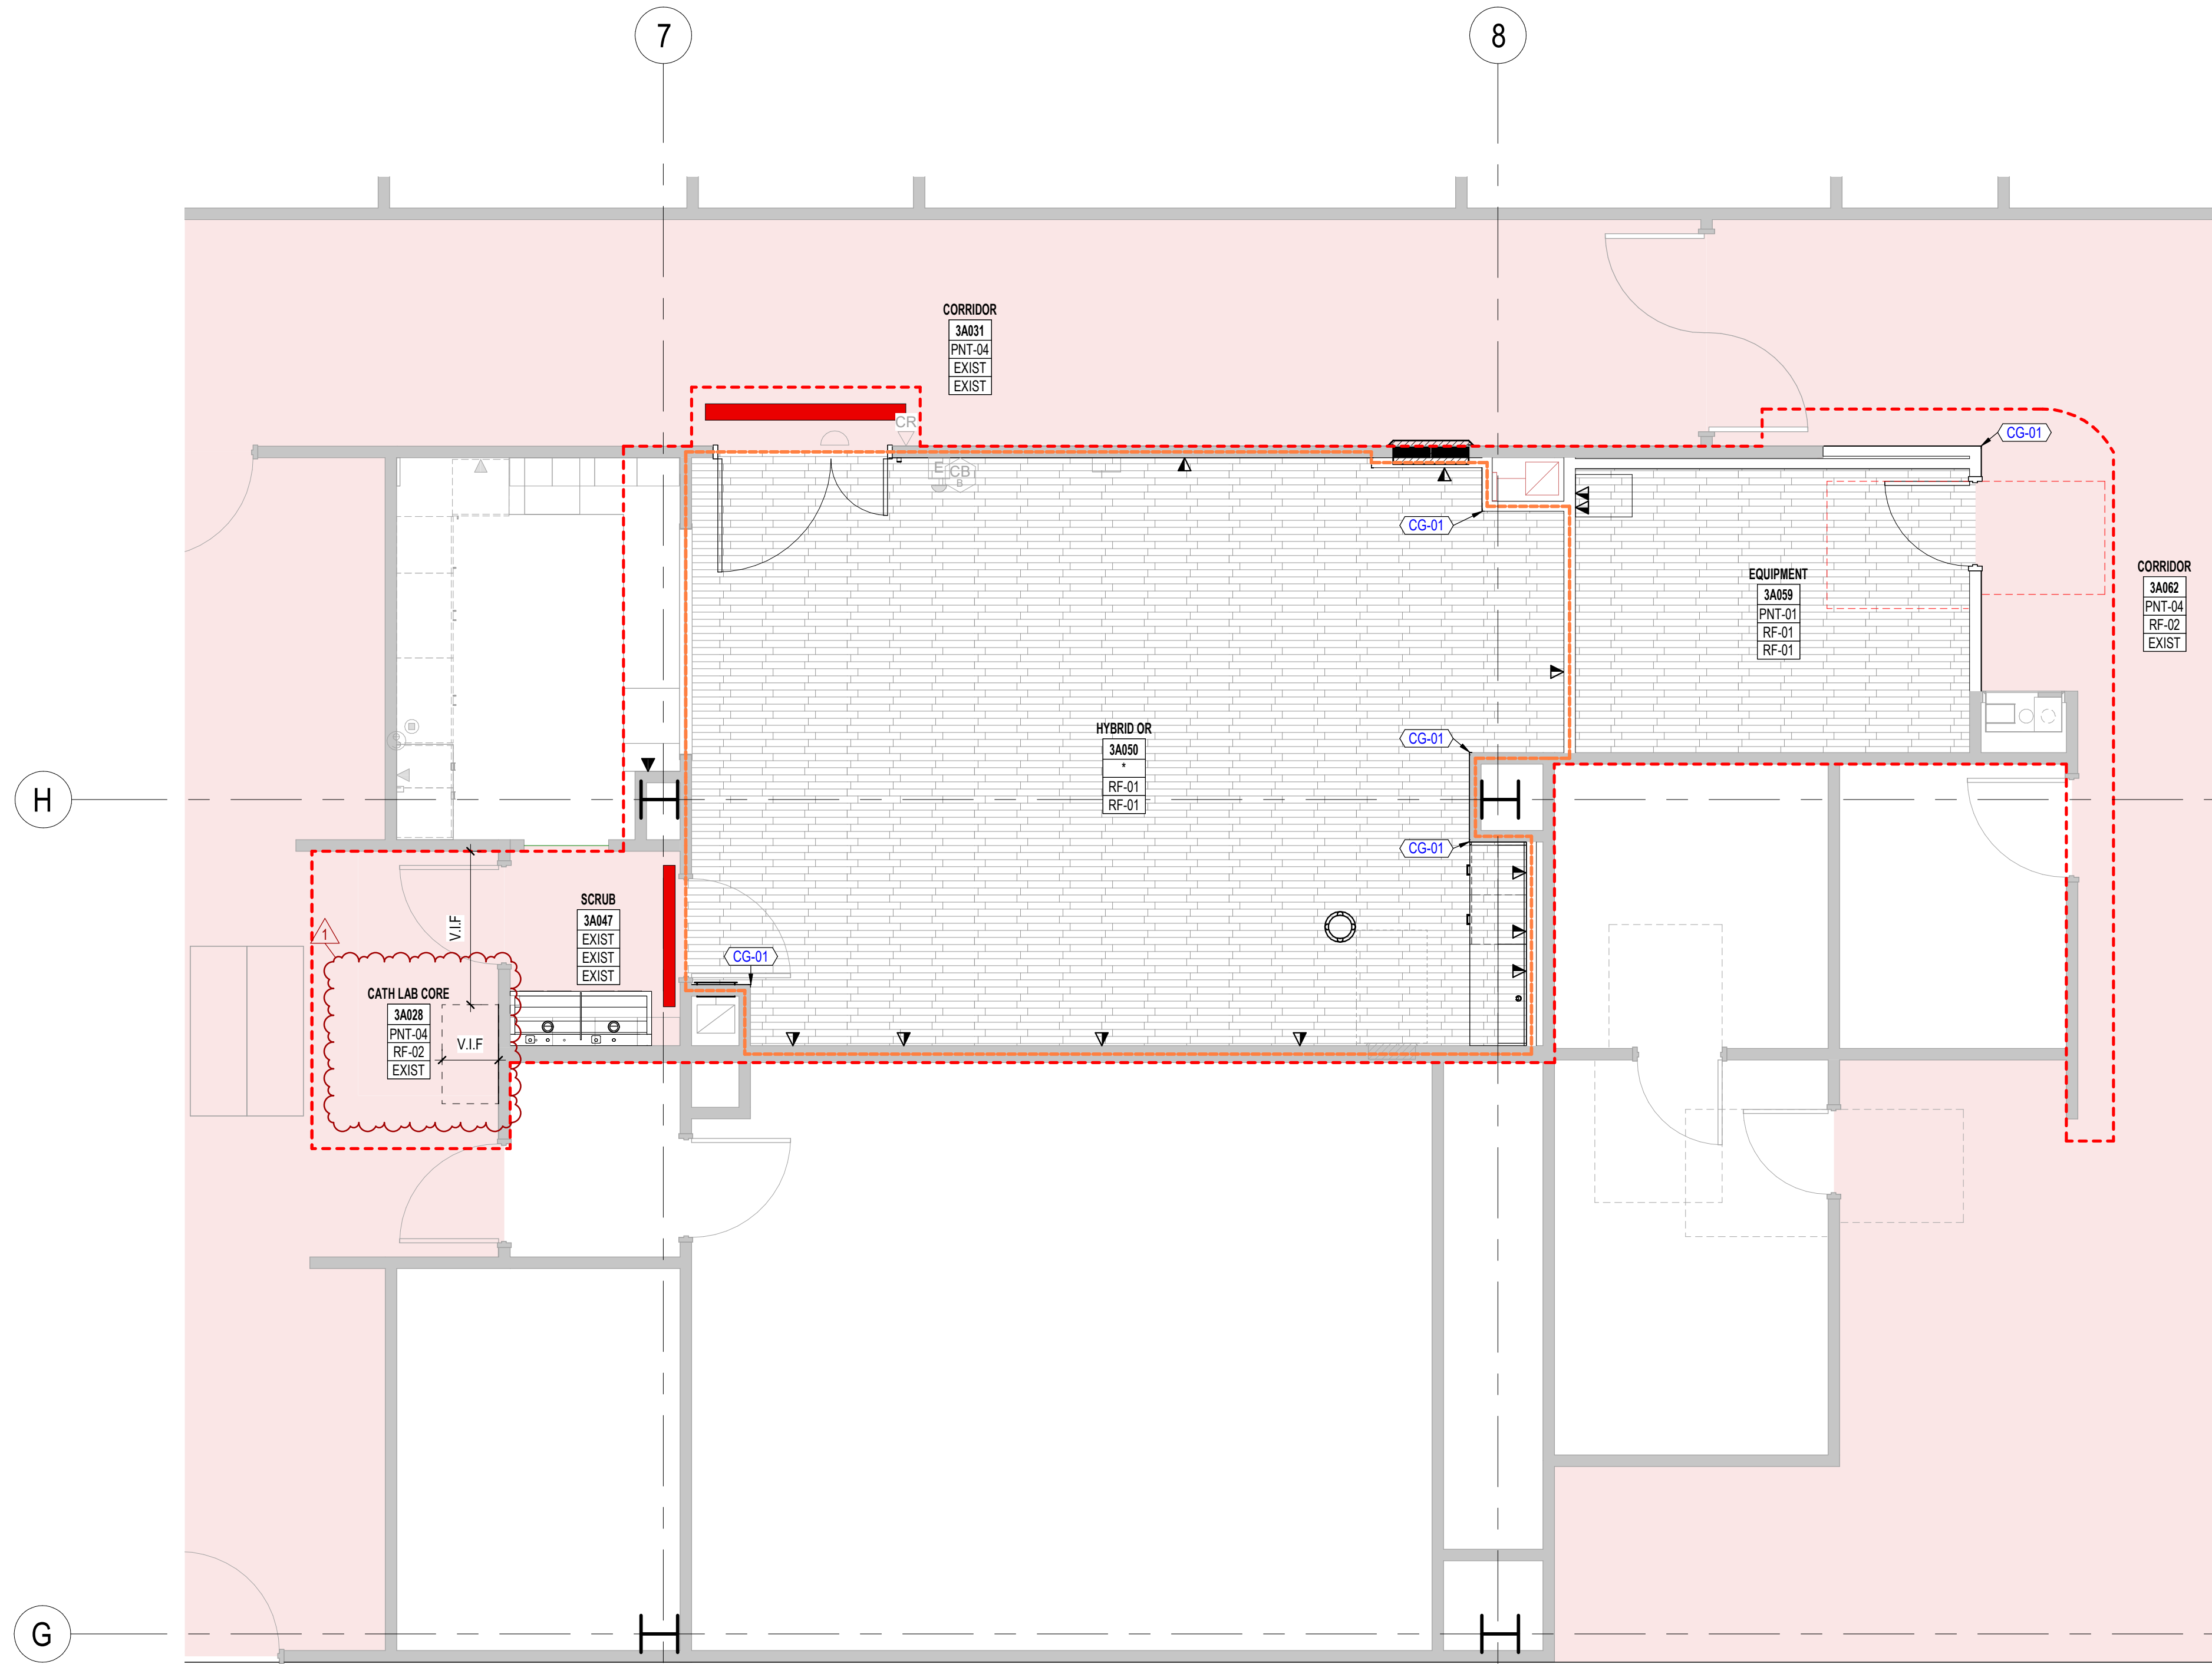 7
8
CORRIDOR
3A031
PNT-04
EXIST
EXIST
CR
CG-01
E
CB
B
CG-01
CORRIDOR
3A062
PNT-04
RF-02
EXIST
EQUIPMENT
3A059
PNT-01
RF-01
RF-01
HYBRID OR
3A050
*
RF-01
RF-01
CG-01
S
H
CG-01
SCRUB
3A047
EXIST
EXIST
EXIST
V.I.F
1
CG-01
CATH LAB CORE
3A028
PNT-04
RF-02
EXIST
V.I.F
G